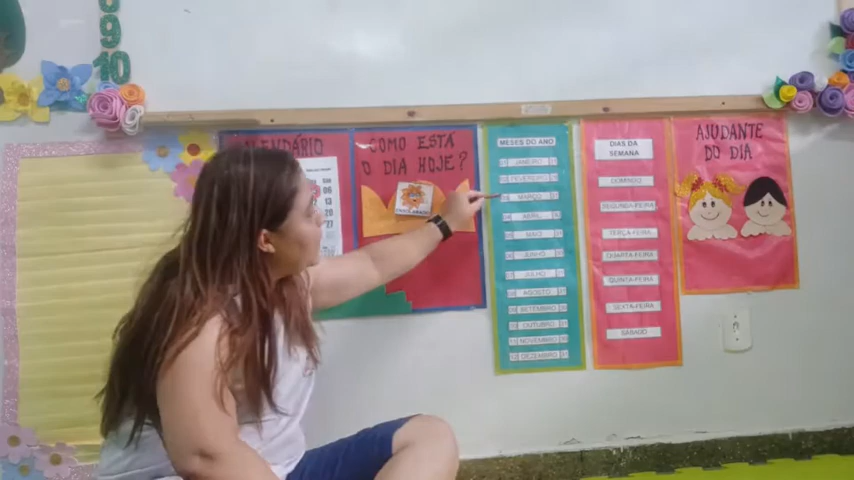 8
9
10
CALENDÁRIO
COMO ESTÁ
O DIA HOJE?
MESES DO ANO
JANEIRO
FEVEREIRO
MARÇO
ABRIL
MAIO
JUNHO
JULHO
AGOSTO
SETEMBRO
OUTUBRO
NOVEMBRO
DEZEMBRO
DIAS DA
SEMANA
DOMINGO
SEGUNDA-FEIRA
TERÇA-FEIRA
QUARTA-FEIRA
QUINTA-FEIRA
SEXTA-FEIRA
SÁBADO
AJUDANTE
DO DIA